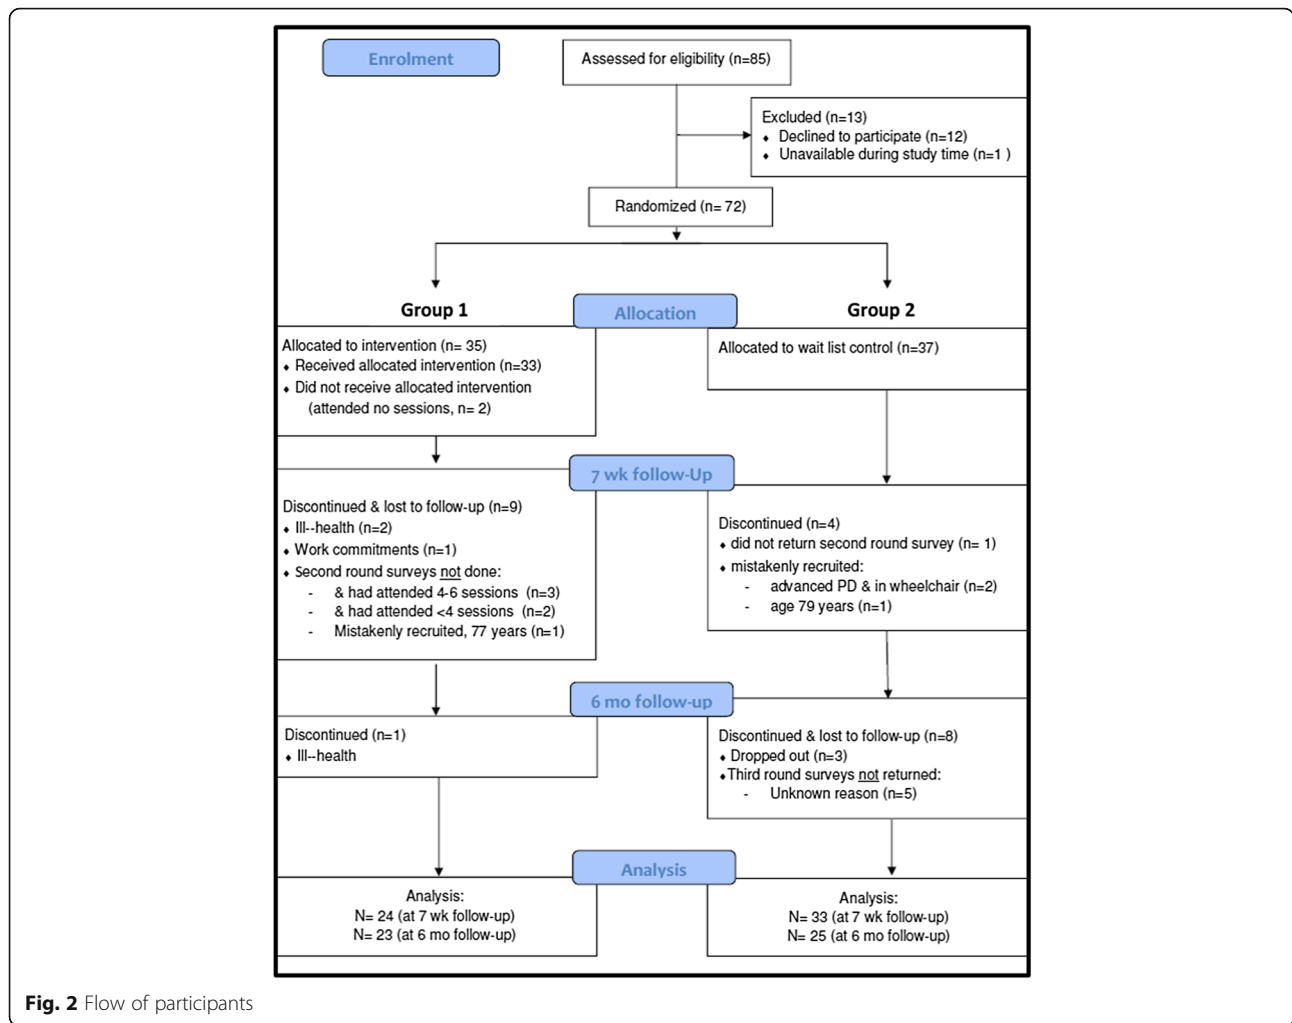 Enrolment
Assessed for eligibility (n=85)
Excluded (n=13)
♦ Declined to participate (n=12)
♦ Unavailable during study time (n=1 )
Randomized (n= 72)
Group 1
Allocation
Group 2
Allocated to intervention (n= 35)
♦ Received allocated intervention (n=33)
♦ Did not receive allocated intervention
(attended no sessions, n= 2)
Allocated to wait list control (n=37)
7 wk follow-Up
Discontinued & lost to follow-up (n=9)
♦ Ill--health (n=2)
♦ Work commitments (n=1)
♦ Second round surveys not done:
- & had attended 4-6 sessions (n=3)
- & had attended <4 sessions (n=2)
- Mistakenly recruited, 77 years (n=1)
Discontinued (n=4)
♦ did not return second round survey (n= 1)
♦ mistakenly recruited:
- advanced PD & in wheelchair (n=2)
- age 79 years (n=1)
6 mo follow-up
Discontinued (n=1)
♦ Ill--health
Discontinued & lost to follow-up (n=8)
♦ Dropped out (n=3)
♦Third round surveys not returned:
- Unknown reason (n=5)
Analysis
Analysis:
N= 24 (at 7 wk follow-up)
N= 23 (at 6 mo follow-up)
Analysis:
N= 33 (at 7 wk follow-up)
N= 25 (at 6 mo follow-up)
Fig. 2 Flow of participants